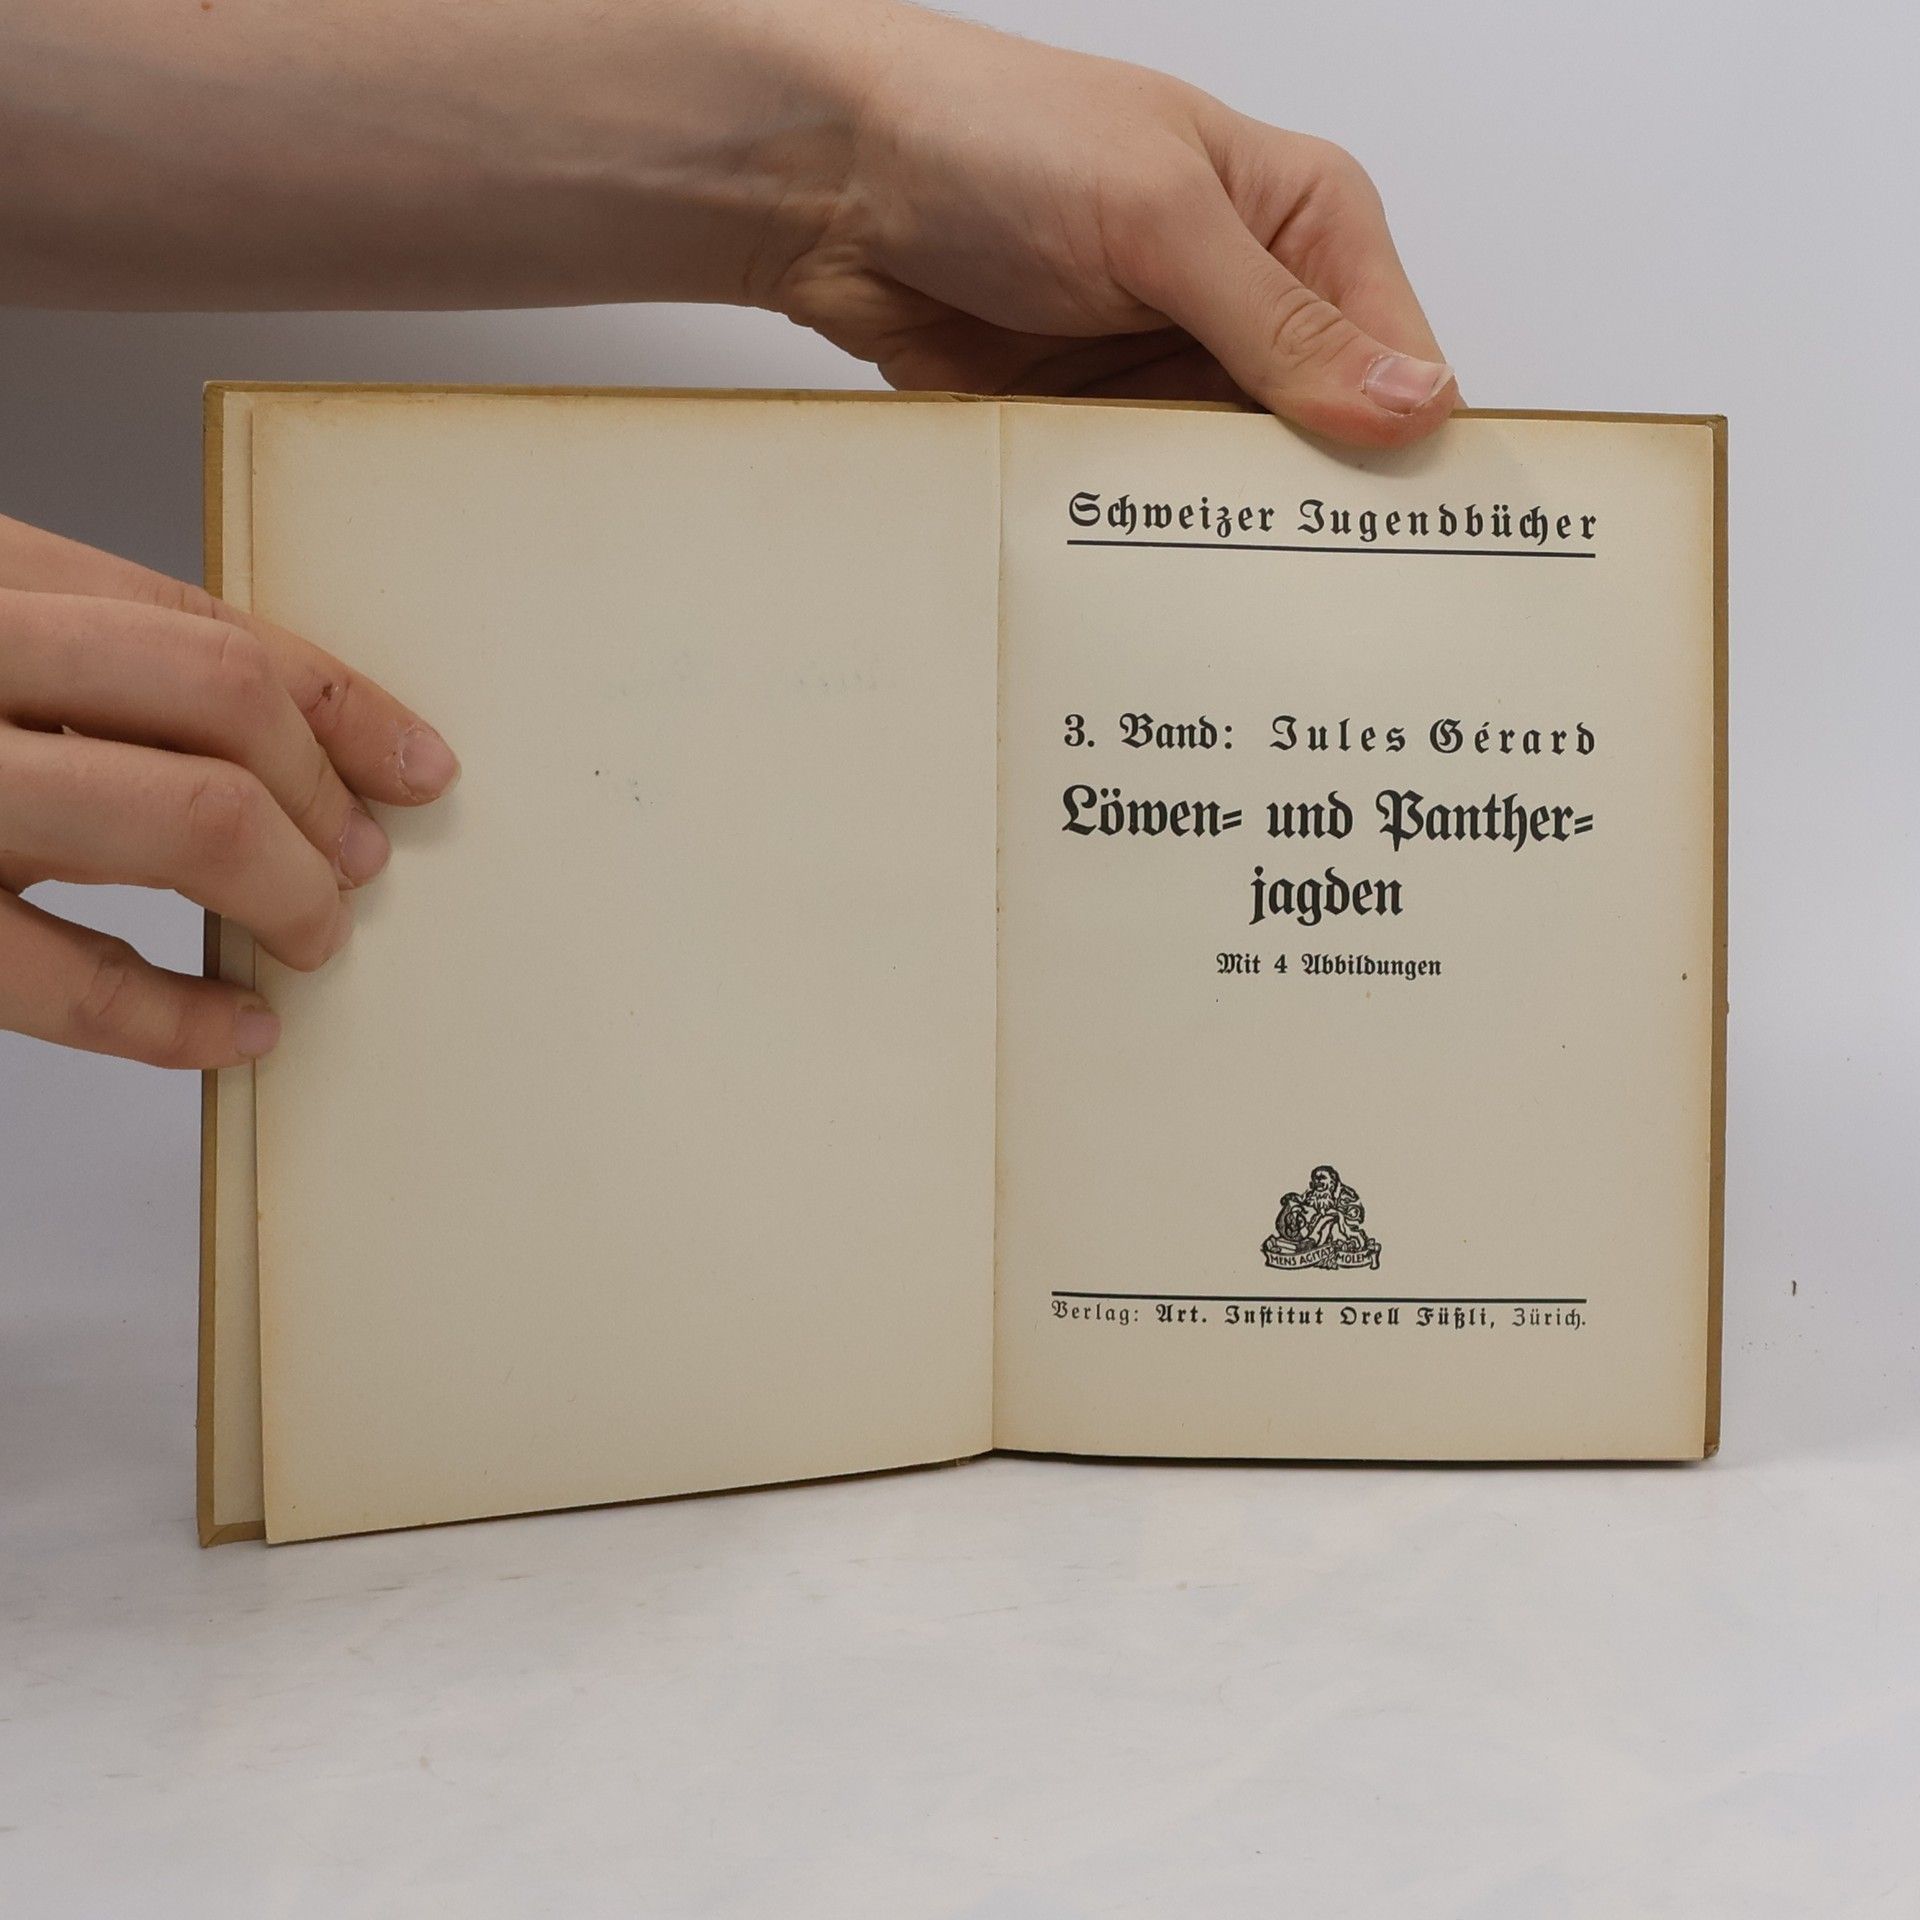 Schweizer Jugendbücher
3. Band: Jules Gérard
Löwen- und Panther-
jagden
Mit 4 Abbildungen
MENS AGITAT MOLEM
Verlag: Art. Institut Orell Füßli, Zürich.